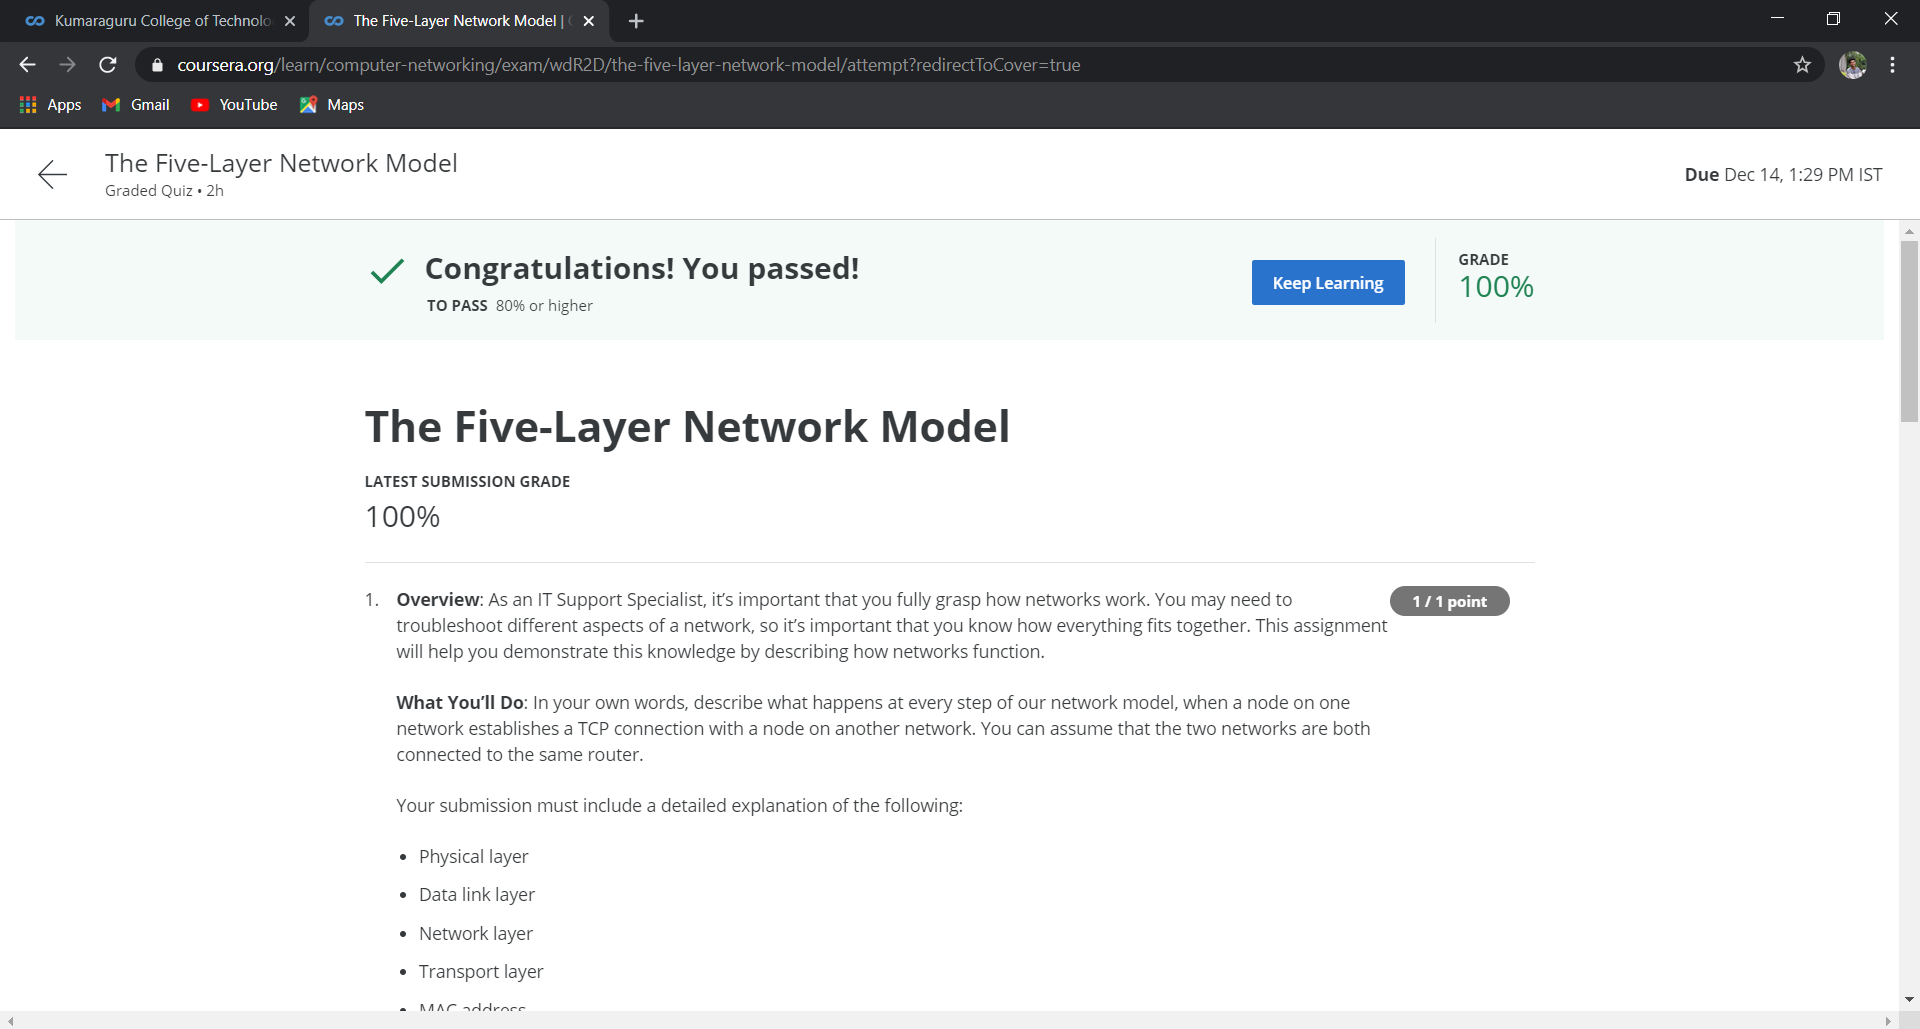 Kumaraguru College of Technolo
The Five-Layer Network Model |
coursera.org/learn/computer-networking/exam/wdR2D/the-five-layer-network-model/attempt?redirectToCover=true
Apps Gmail YouTube Maps
The Five-Layer Network Model
Graded Quiz • 2h
Due Dec 14, 1:29 PM IST
Congratulations! You passed!
TO PASS 80% or higher
Keep Learning
GRADE
100%
The Five-Layer Network Model
LATEST SUBMISSION GRADE
100%
1. Overview: As an IT Support Specialist, it's important that you fully grasp how networks work. You may need to
troubleshoot different aspects of a network, so it's important that you know how everything fits together. This assignment
will help you demonstrate this knowledge by describing how networks function.
1 / 1 point
What You'll Do: In your own words, describe what happens at every step of our network model, when a node on one
network establishes a TCP connection with a node on another network. You can assume that the two networks are both
connected to the same router.
Your submission must include a detailed explanation of the following:
• Physical layer
• Data link layer
• Network layer
• Transport layer
• MAC address